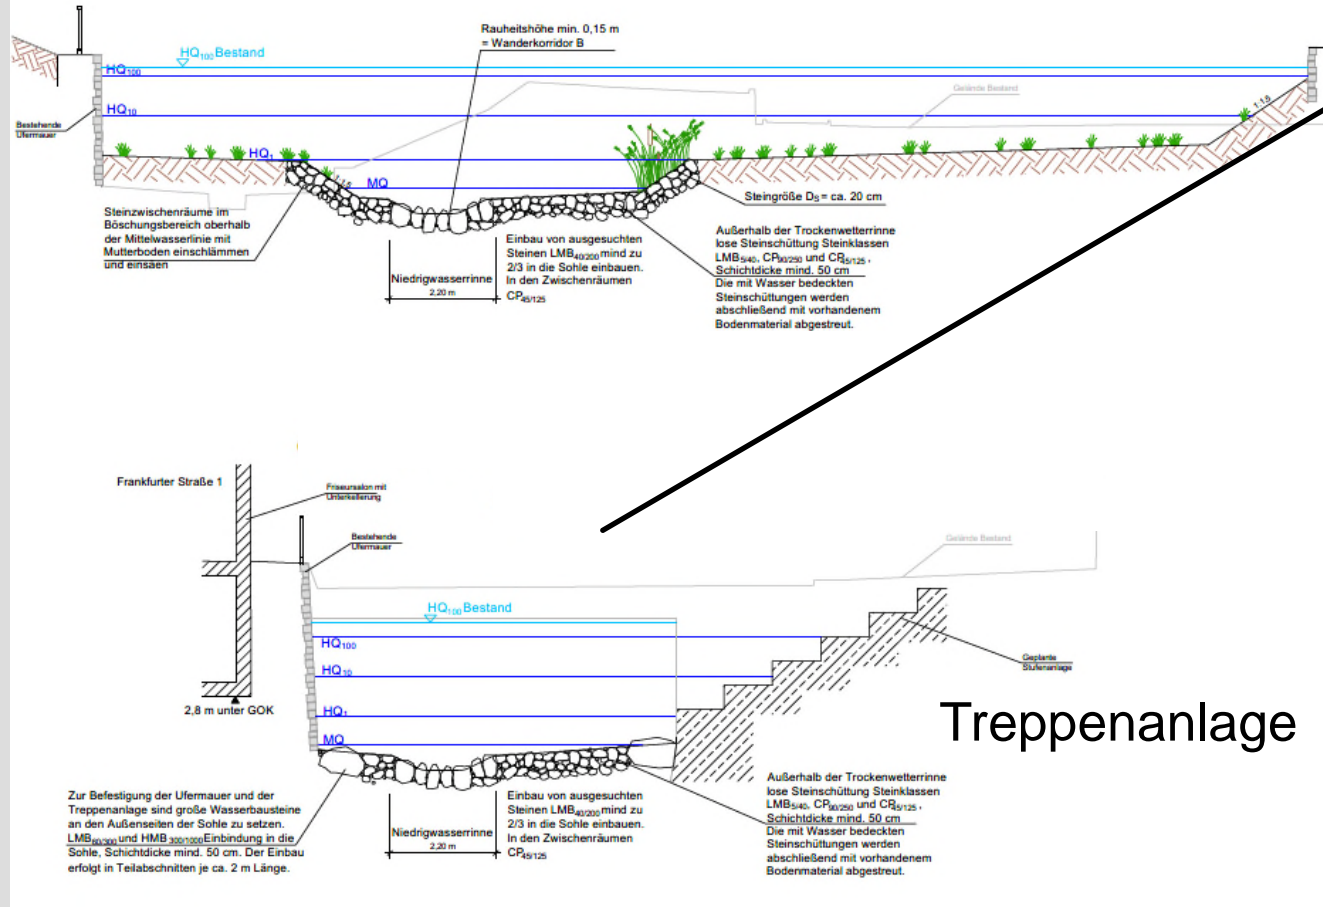 Rauheitshöhe min. 0,15 m
= Wanderkorridor B
HQ100 Bestand
HQ100
HQ10
Gelände Bestand
1:1,5
Bestehende
Ufermauer
HQ1
1:1,5
MQ
Steingröße DS = ca. 20 cm
Steinzwischenräume im
Böschungsbereich oberhalb
der Mittelwasserlinie mit
Mutterboden einschlämmen
und einsäen
Niedrigwasserrinne
2,20 m
Einbau von ausgesuchten
Steinen LMB40/200 mind zu
2/3 in die Sohle einbauen.
In den Zwischenräumen
CP45/125
Außerhalb der Trockenwetterrinne
lose Steinschüttung Steinklassen
LMB5/40, CP90/250 und CP45/125 ,
Schichtdicke mind. 50 cm
Die mit Wasser bedeckten
Steinschüttungen werden
abschließend mit vorhandenem
Bodenmaterial abgestreut.
Frankfurter Straße 1
Friseursalon mit
Unterkellerung
Bestehende
Ufermauer
Gelände Bestand
HQ100 Bestand
HQ100
HQ10
HQ1
MQ
Geplante
Stufenanlage
2,8 m unter GOK
Treppenanlage
Zur Befestigung der Ufermauer und der
Treppenanlage sind große Wasserbausteine
an den Außenseiten der Sohle zu setzen.
LMB60/300 und HMB 300/1000 Einbindung in die
Sohle, Schichtdicke mind. 50 cm. Der Einbau
erfolgt in Teilabschnitten je ca. 2 m Länge.
Niedrigwasserrinne
2,20 m
Einbau von ausgesuchten
Steinen LMB40/200 mind zu
2/3 in die Sohle einbauen.
In den Zwischenräumen
CP45/125
Außerhalb der Trockenwetterrinne
lose Steinschüttung Steinklassen
LMB5/40, CP90/250 und CP45/125 ,
Schichtdicke mind. 50 cm
Die mit Wasser bedeckten
Steinschüttungen werden
abschließend mit vorhandenem
Bodenmaterial abgestreut.